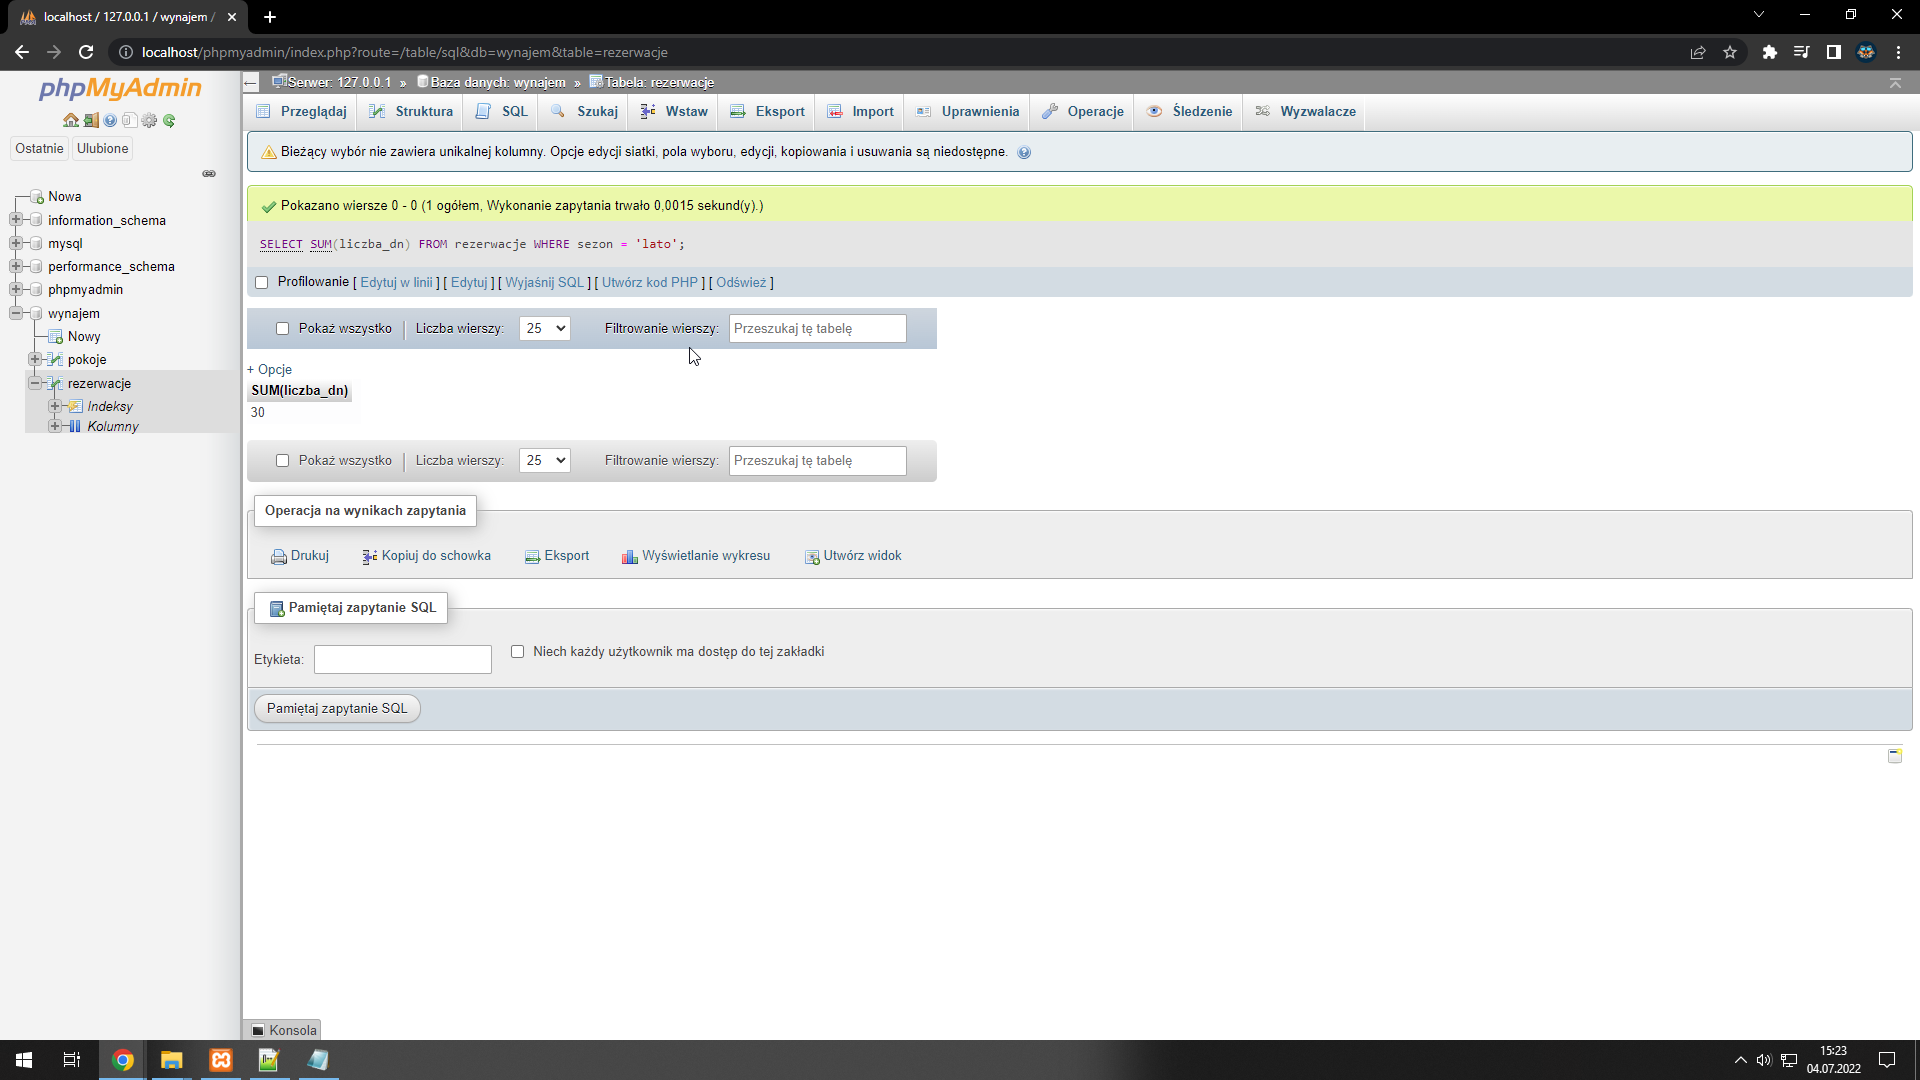 localhost / 127.0.0.1 / wynajem /
localhost/phpmyadmin/index.php?route=/table/sql&db=wynajem&table=rezerwacje
phpMyAdmin
Ostatnie
Ulubione
Nowa
information_schema
mysql
performance_schema
phpmyadmin
wynajem
Nowy
pokoje
rezerwacje
Indeksy
Kolumny
Serwer: 127.0.0.1 » Baza danych: wynajem » Tabela: rezerwacje
Przeglądaj Struktura SQL Szukaj Wstaw Eksport Import Uprawnienia Operacje Śledzenie Wyzwalacze
Bieżący wybór nie zawiera unikalnej kolumny. Opcje edycji siatki, pola wyboru, edycji, kopiowania i usuwania są niedostępne.
Pokazano wiersze 0 - 0 (1 ogółem, Wykonanie zapytania trwało 0,0015 sekund(y).)
SELECT SUM(liczba_dn) FROM rezerwacje WHERE sezon = 'lato';
Profilowanie [ Edytuj w linii ] [ Edytuj ] [ Wyjaśnij SQL ] [ Utwórz kod PHP ] [ Odśwież ]
Pokaż wszystko Liczba wierszy: 25 Filtrowanie wierszy: Przeszukaj tę tabelę
+ Opcje
SUM(liczba_dn)
30
Pokaż wszystko Liczba wierszy: 25 Filtrowanie wierszy: Przeszukaj tę tabelę
Operacja na wynikach zapytania
Drukuj Kopiuj do schowka Eksport Wyświetlanie wykresu Utwórz widok
Pamiętaj zapytanie SQL
Etykieta: Niech każdy użytkownik ma dostęp do tej zakładki
Pamiętaj zapytanie SQL
Konsola
15:23
04.07.2022